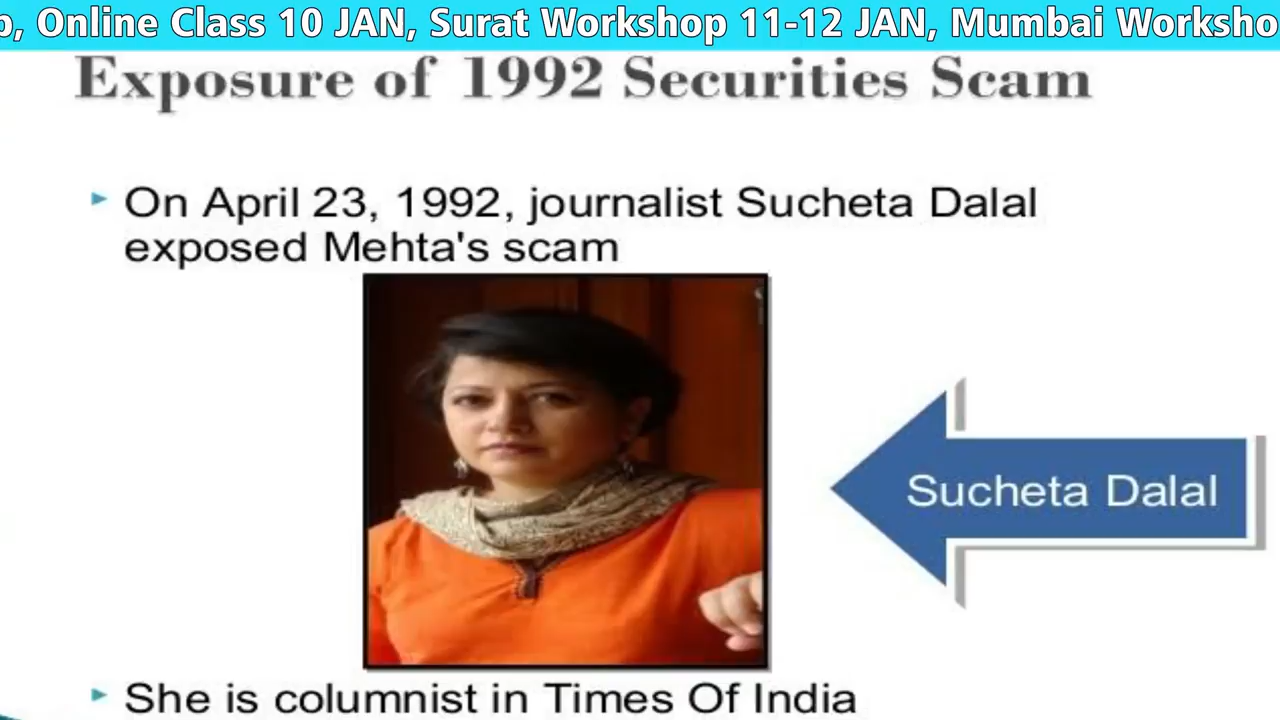 , Online Class 10 JAN, Surat Workshop 11-12 JAN, Mumbai
Exposure of 1992 Securities Scam
On April 23, 1992, journalist Sucheta Dalal
exposed Mehta's scam
Sucheta Dalal
She is columnist in Times Of India